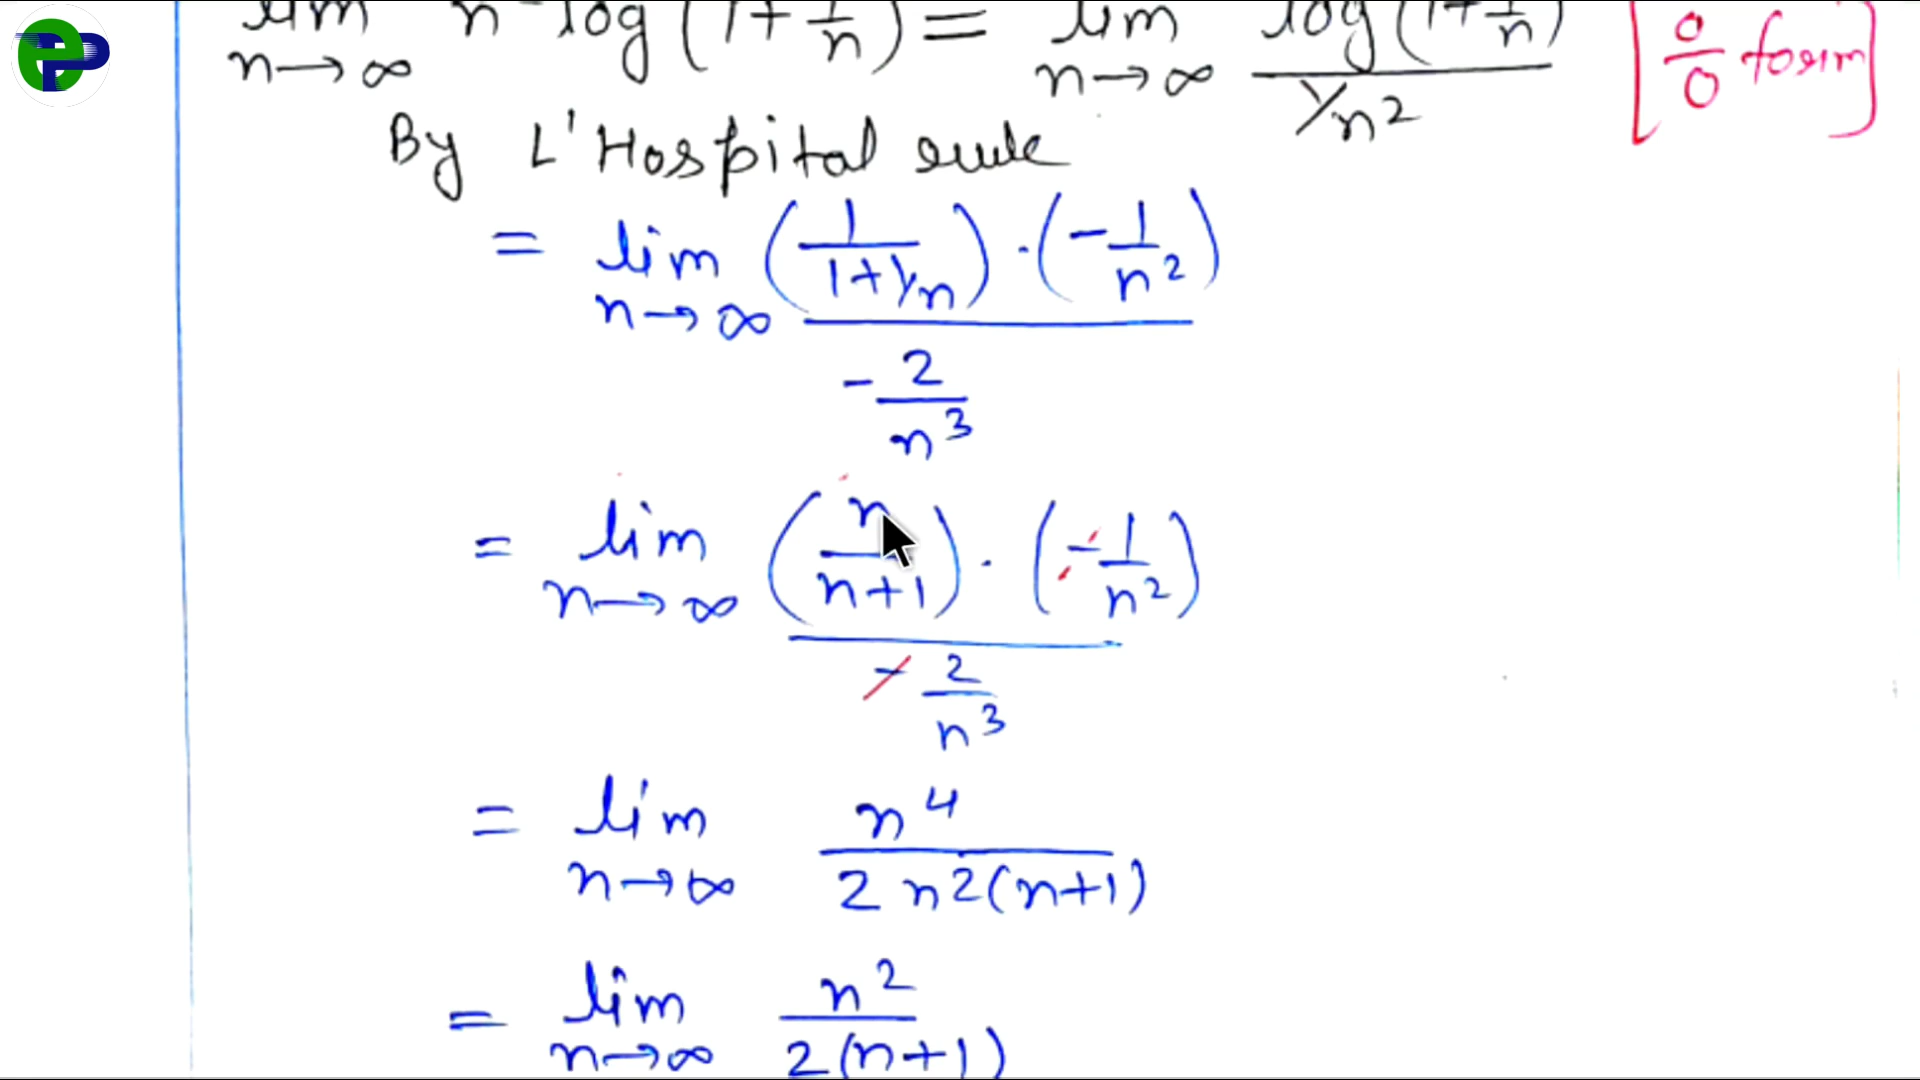 lim n² log (1 + 1/n) = lim log (1 + 1/n) / 1/n² [0/0 form]
n→∞ n→∞
By L'Hospital rule
= lim (1 / 1+1/n) · (-1/n²) / -2/n³
n→∞
= lim (n / n+1) · (-1/n²) / -2/n³
n→∞
= lim n⁴ / 2n²(n+1)
n→∞
= lim n² / 2(n+1)
n→∞